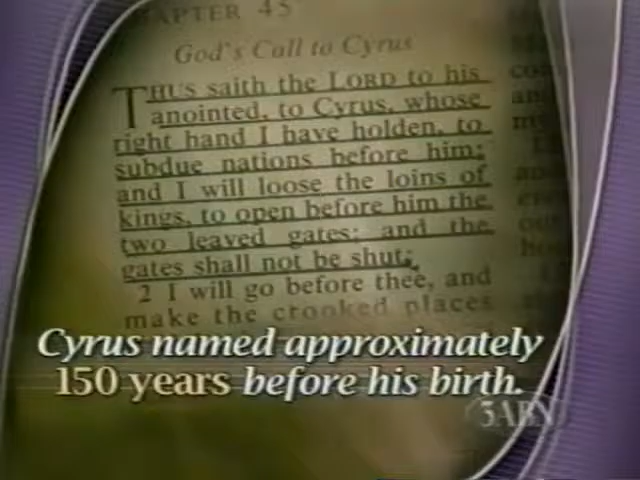 CHAPTER 45
God's Call to Cyrus
THUS saith the LORD to his
anointed, to Cyrus, whose
right hand I have holden, to
subdue nations before him;
and I will loose the loins of
kings, to open before him the
two leaved gates; and the
gates shall not be shut;
2 I will go before thee, and
make the crooked places
Cyrus named approximately
150 years before his birth.
3ABN